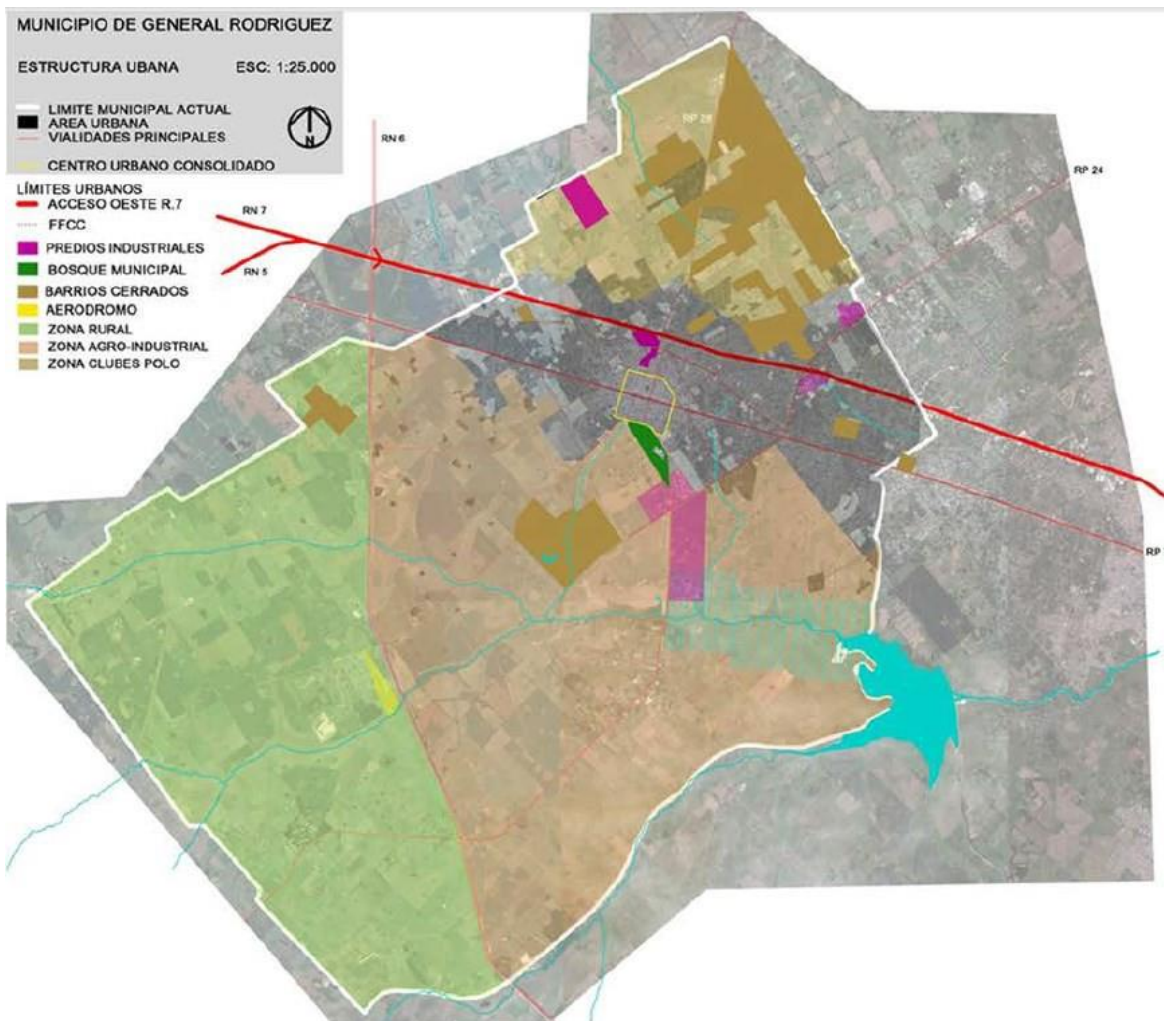 MUNICIPIO DE GENERAL RODRIGUEZ
ESTRUCTURA UBANA ESC: 1:25.000
LIMITE MUNICIPAL ACTUAL
AREA URBANA
VIALIDADES PRINCIPALES
N
CENTRO URBANO CONSOLIDADO
LÍMITES URBANOS
ACCESO OESTE R.7
FFCC
PREDIOS INDUSTRIALES
BOSQUE MUNICIPAL
BARRIOS CERRADOS
AERODROMO
ZONA RURAL
ZONA AGRO-INDUSTRIAL
ZONA CLUBES POLO
RP 28
RN 6
RP 24
RN 7
RN 5
RP